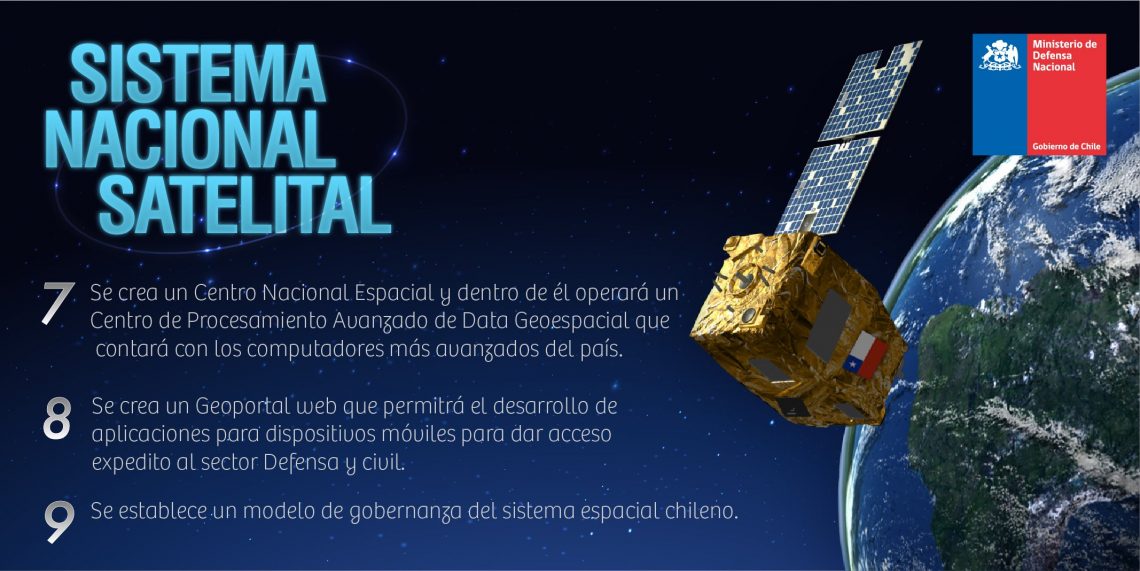 SISTEMA
NACIONAL
SATELITAL
Ministerio de
Defensa
Nacional
Gobierno de Chile
7 Se crea un Centro Nacional Espacial y dentro de él operará un
Centro de Procesamiento Avanzado de Data Geoespacial que
contará con los computadores más avanzados del país.
8 Se crea un Geoportal web que permitrá el desarrollo de
aplicaciones para dispositivos móviles para dar acceso
expedito al sector Defensa y civil.
9 Se establece un modelo de gobernanza del sistema espacial chileno.